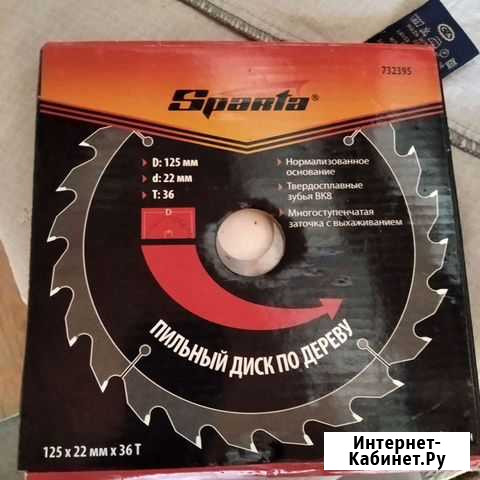 732395
Sparta®
D: 125 мм
d: 22 мм
T: 36
D
Нормализованное
основание
Твердосплавные
зубья ВК8
Многоступенчатая
заточка с выхаживанием
ПИЛЬНЫЙ ДИСК ПО ДЕРЕВУ
125 x 22 мм x 36 T
Интернет-
Кабинет.Ру